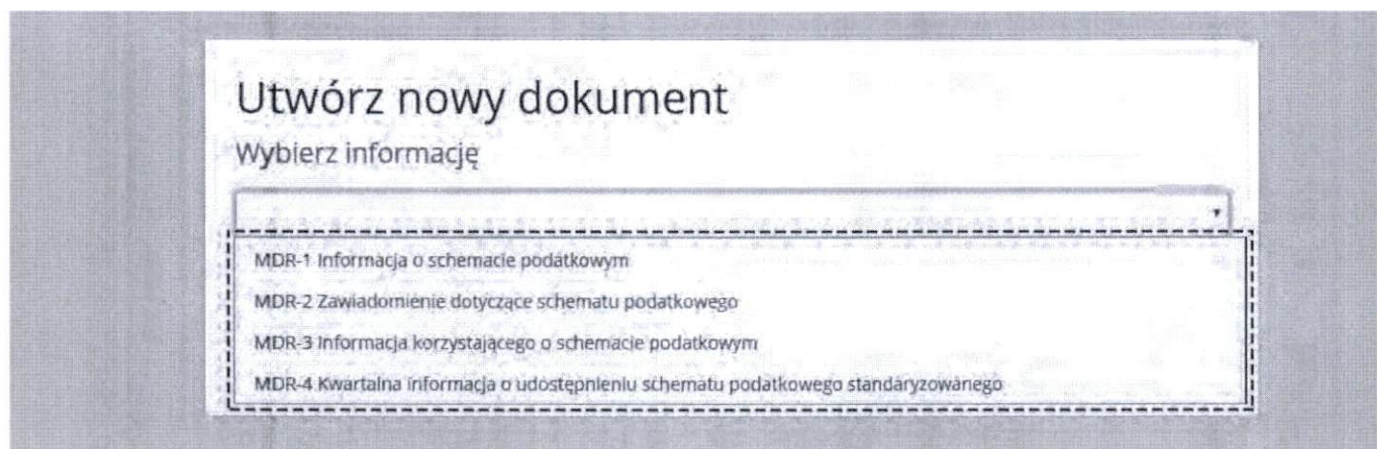 Utwórz nowy dokument
Wybierz informację
MDR-1 Informacja o schemacie podatkowym
MDR-2 Zawiadomienie dotyczące schematu podatkowego
MDR-3 Informacja korzystającego o schemacie podatkowym
MDR-4 Kwartalna informacja o udostępnieniu schematu podatkowego standaryzowanego